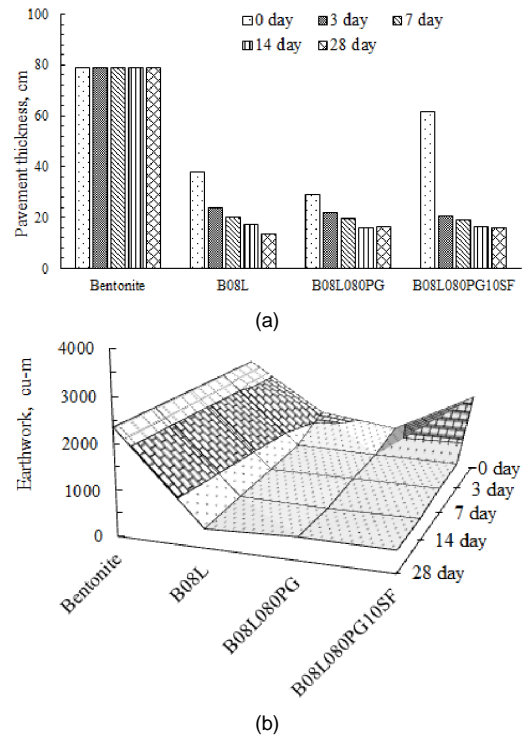 0 day 3 day 7 day
14 day 28 day
Pavement thickness, cm
100
80
60
40
20
0
Bentonite B08L B08L080PG B08L080PG10SF
(a)
Earthwork, cu-m
4000
3000
2000
1000
0
0 day
3 day
7 day
14 day
28 day
Bentonite
B08L
B08L080PG
B08L080PG10SF
(b)